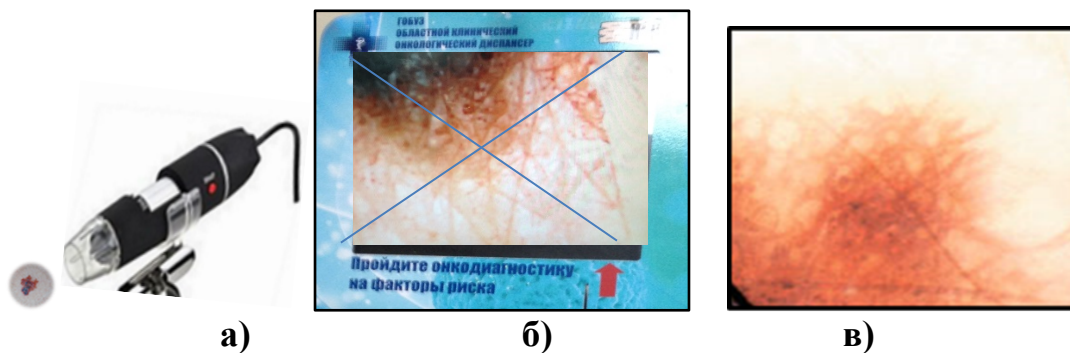 ГОБУЗ
ОБЛАСТНОЙ КЛИНИЧЕСКИЙ
ОНКОЛОГИЧЕСКИЙ ДИСПАНСЕР
Пройдите онкодиагностику
на факторы риска
а)
б)
в)